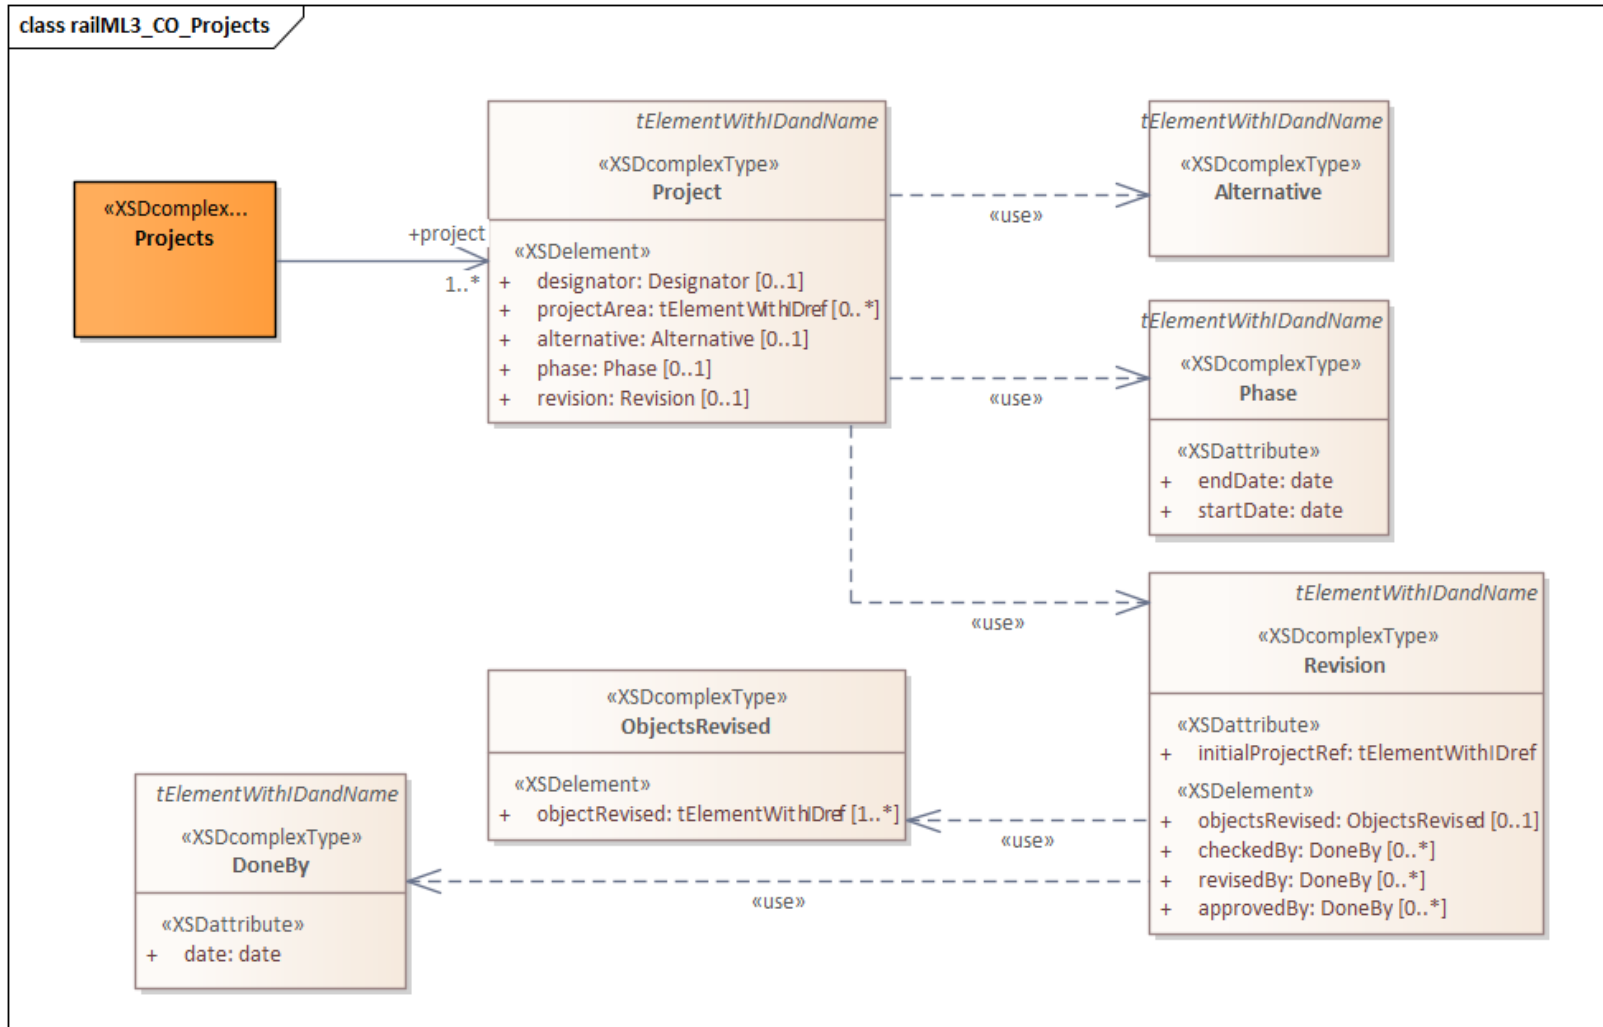 class railML3_CO_Projects
«XSDcomplex...
Projects
+project
1..*
tElementWithIDandName
«XSDcomplexType»
Project
«XSDelement»
+ designator: Designator [0..1]
+ projectArea: tElementWithIDref [0..*]
+ alternative: Alternative [0..1]
+ phase: Phase [0..1]
+ revision: Revision [0..1]
«use»
tElementWithIDandName
«XSDcomplexType»
Alternative
«use»
tElementWithIDandName
«XSDcomplexType»
Phase
«XSDattribute»
+ endDate: date
+ startDate: date
«use»
tElementWithIDandName
«XSDcomplexType»
Revision
«XSDattribute»
+ initialProjectRef: tElementWithIDref
«XSDelement»
+ objectsRevised: ObjectsRevised [0..1]
+ checkedBy: DoneBy [0..*]
+ revisedBy: DoneBy [0..*]
+ approvedBy: DoneBy [0..*]
«use»
«XSDcomplexType»
ObjectsRevised
«XSDelement»
+ objectRevised: tElementWithIDref [1..*]
«use»
tElementWithIDandName
«XSDcomplexType»
DoneBy
«XSDattribute»
+ date: date